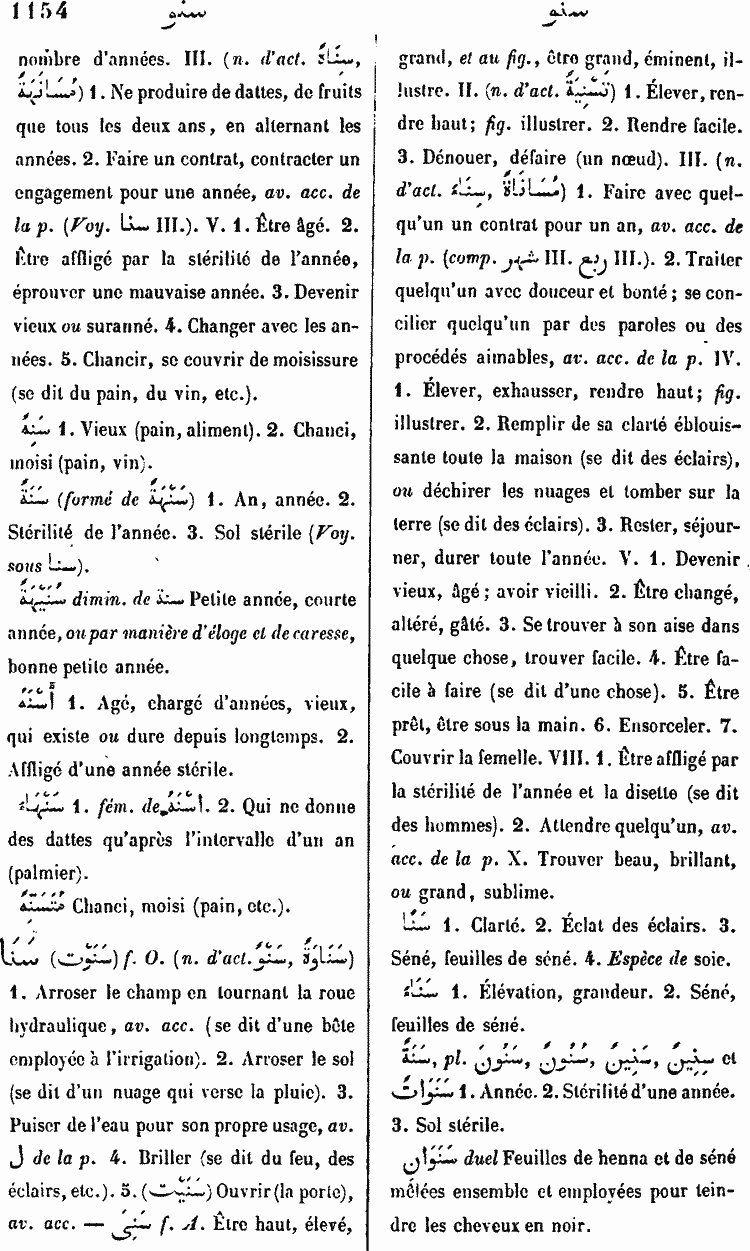 1154 سنو سنو
nombre d'années. III. (n. d'act. سِنَاءٌ,
مُسَانَهَةٌ) 1. Ne produire de dattes, de fruits
que tous les deux ans, en alternant les
années. 2. Faire un contrat, contracter un
engagement pour une année, av. acc. de
la p. (Voy. سنا III.). V. 1. Être âgé. 2.
Être affligé par la stérilité de l'année,
éprouver une mauvaise année. 3. Devenir
vieux ou suranné. 4. Changer avec les an-
nées. 5. Chancir, se couvrir de moisissure
(se dit du pain, du vin, etc.).
سَنِهٌ 1. Vieux (pain, aliment). 2. Chanci,
moisi (pain, vin).
سَنَةٌ (formé de سَنْهَةٌ) 1. An, année. 2.
Stérilité de l'année. 3. Sol stérile (Voy.
sous سنا).
سُنَيْهَةٌ dimin. de سنة Petite année, courte
année, ou par manière d'éloge et de caresse,
bonne petite année.
أَسْنَهُ 1. Agé, chargé d'années, vieux,
qui existe ou dure depuis longtemps. 2.
Affligé d'une année stérile.
سَنْهَاءُ 1. fém. de أَسْنَهُ. 2. Qui ne donne
des dattes qu'après l'intervalle d'un an
(palmier).
مُتَسَنِّهٌ Chanci, moisi (pain, etc.).
سَنَا (سَنَوْتُ) f. O. (n. d'act. سَنْوٌ, سَنَاوَةٌ)
1. Arroser le champ en tournant la roue
hydraulique, av. acc. (se dit d'une bête
employée à l'irrigation). 2. Arroser le sol
(se dit d'un nuage qui verse la pluie). 3.
Puiser de l'eau pour son propre usage, av.
ل de la p. 4. Briller (se dit du feu, des
éclairs, etc.). 5. (سَنَيْتُ) Ouvrir (la porte),
av. acc. — سَنِيَ f. A. Être haut, élevé,
grand, et au fig., être grand, éminent, il-
lustre. II. (n. d'act. تَسْنِيَةٌ) 1. Élever, ren-
dre haut; fig. illustrer. 2. Rendre facile.
3. Dénouer, défaire (un nœud). III. (n.
d'act. سِنَاءٌ, مُسَانَاةٌ) 1. Faire avec quel-
qu'un un contrat pour un an, av. acc. de
la p. (comp. شهر III. ربع III.). 2. Traiter
quelqu'un avec douceur et bonté; se con-
cilier quelqu'un par des paroles ou des
procédés aimables, av. acc. de la p. IV.
1. Élever, exhausser, rendre haut; fig.
illustrer. 2. Remplir de sa clarté éblouis-
sante toute la maison (se dit des éclairs),
ou déchirer les nuages et tomber sur la
terre (se dit des éclairs). 3. Rester, séjour-
ner, durer toute l'année. V. 1. Devenir
vieux, âgé; avoir vieilli. 2. Être changé,
altéré, gâté. 3. Se trouver à son aise dans
quelque chose, trouver facile. 4. Être fa-
cile à faire (se dit d'une chose). 5. Être
prêt, être sous la main. 6. Ensorceler. 7.
Couvrir la femelle. VIII. 1. Être affligé par
la stérilité de l'année et la disette (se dit
des hommes). 2. Attendre quelqu'un, av.
acc. de la p. X. Trouver beau, brillant,
ou grand, sublime.
سَنًا 1. Clarté. 2. Éclat des éclairs. 3.
Séné, feuilles de séné. 4. Espèce de soie.
سَنَاءٌ 1. Élévation, grandeur. 2. Séné,
feuilles de séné.
سَنَةٌ, pl. سَنُونَ, سُنُونٌ, سِنِينٌ, سِنِينَ et
سَنَوَاتٌ 1. Année. 2. Stérilité d'une année.
3. Sol stérile.
سَنَوَانِ duel Feuilles de henna et de séné
mêlées ensemble et employées pour tein-
dre les cheveux en noir.